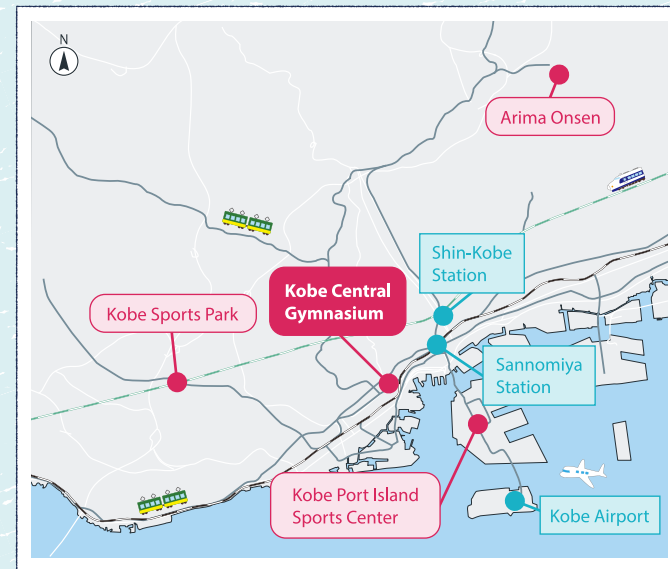 N
Arima Onsen
Shin-Kobe
Station
Kobe Central
Gymnasium
Kobe Sports Park
Sannomiya
Station
Kobe Port Island
Sports Center
Kobe Airport